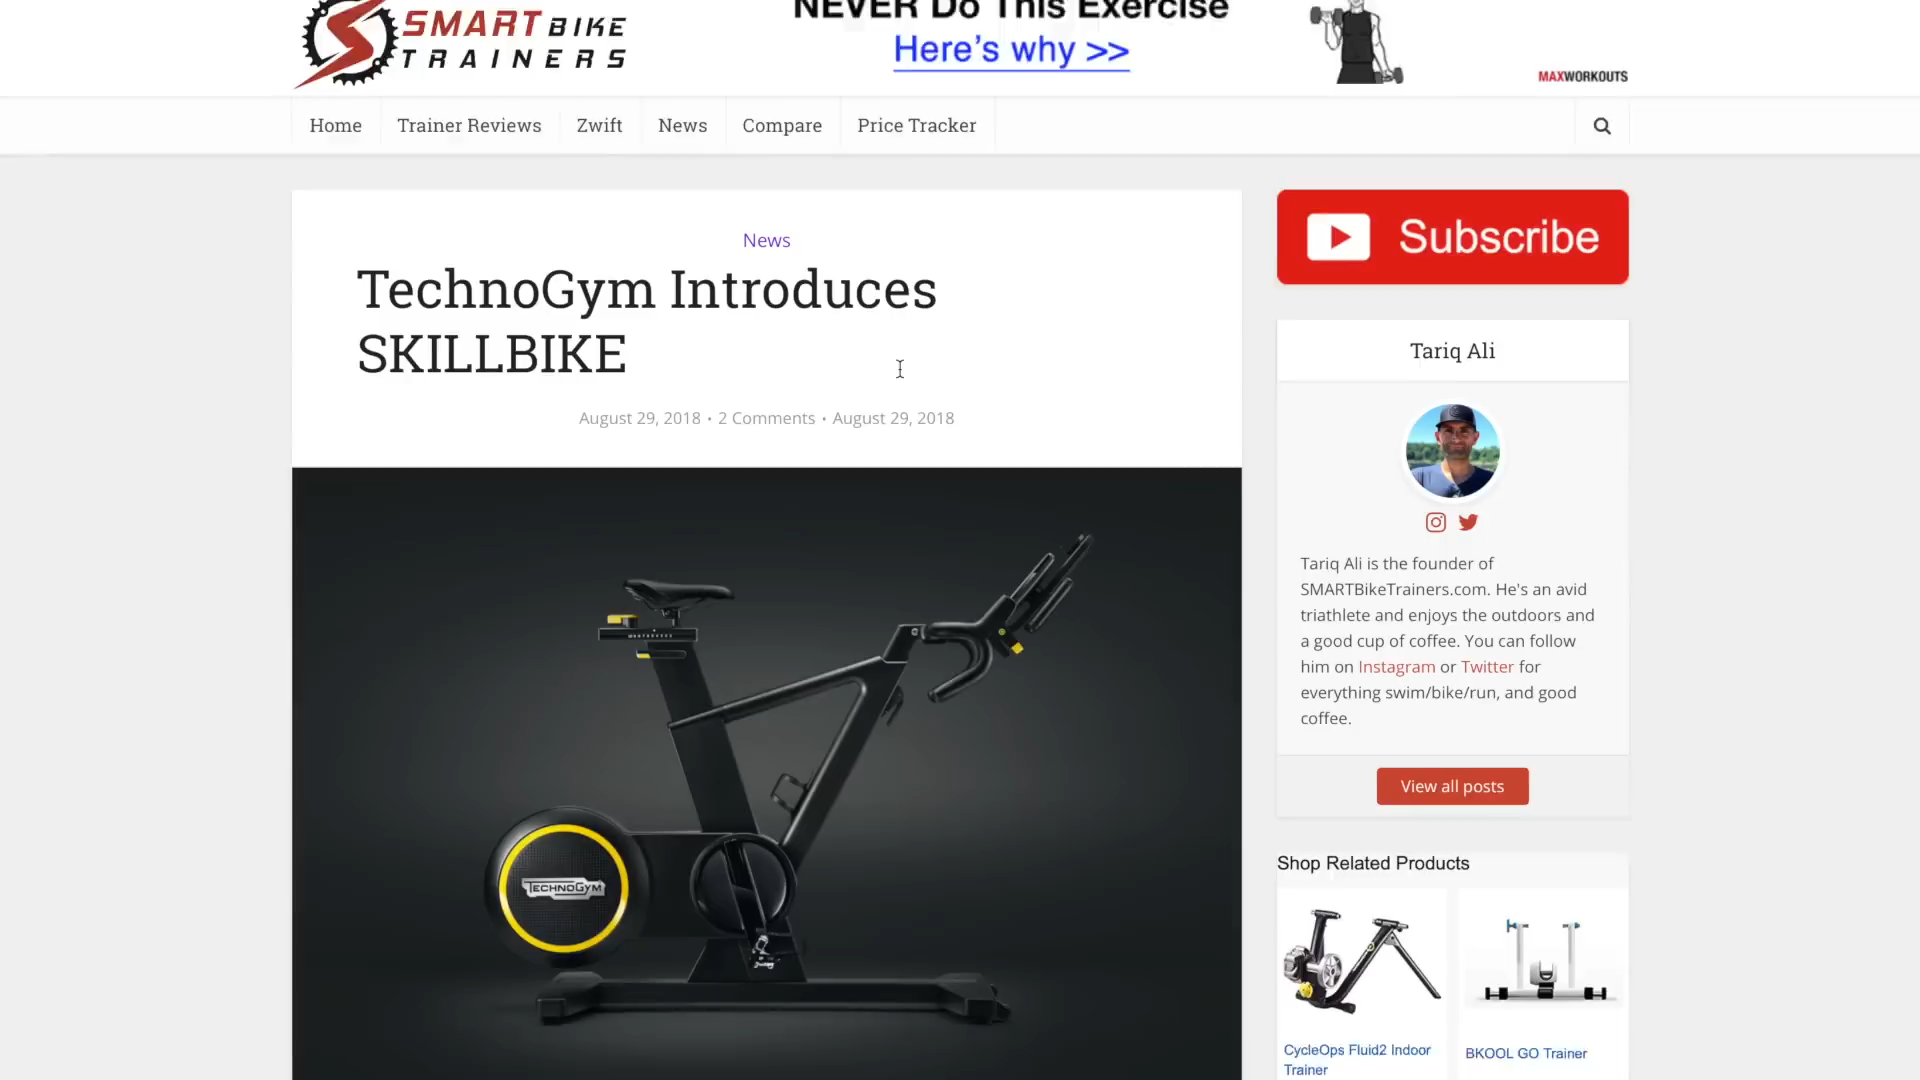 SMART BIKE
TRAINERS
NEVER Do This Exercise
Here's why >>
MAXWORKOUTS
Home
Trainer Reviews
Zwift
News
Compare
Price Tracker
Subscribe
News
TechnoGym Introduces
SKILLBIKE
August 29, 2018 • 2 Comments • August 29, 2018
TECHNOGYM
Tariq Ali
Tariq Ali is the founder of
SMARTBikeTrainers.com. He's an avid
triathlete and enjoys the outdoors and
a good cup of coffee. You can follow
him on Instagram or Twitter for
everything swim/bike/run, and good
coffee.
View all posts
Shop Related Products
CycleOps Fluid2 Indoor
Trainer
BKOOL GO Trainer